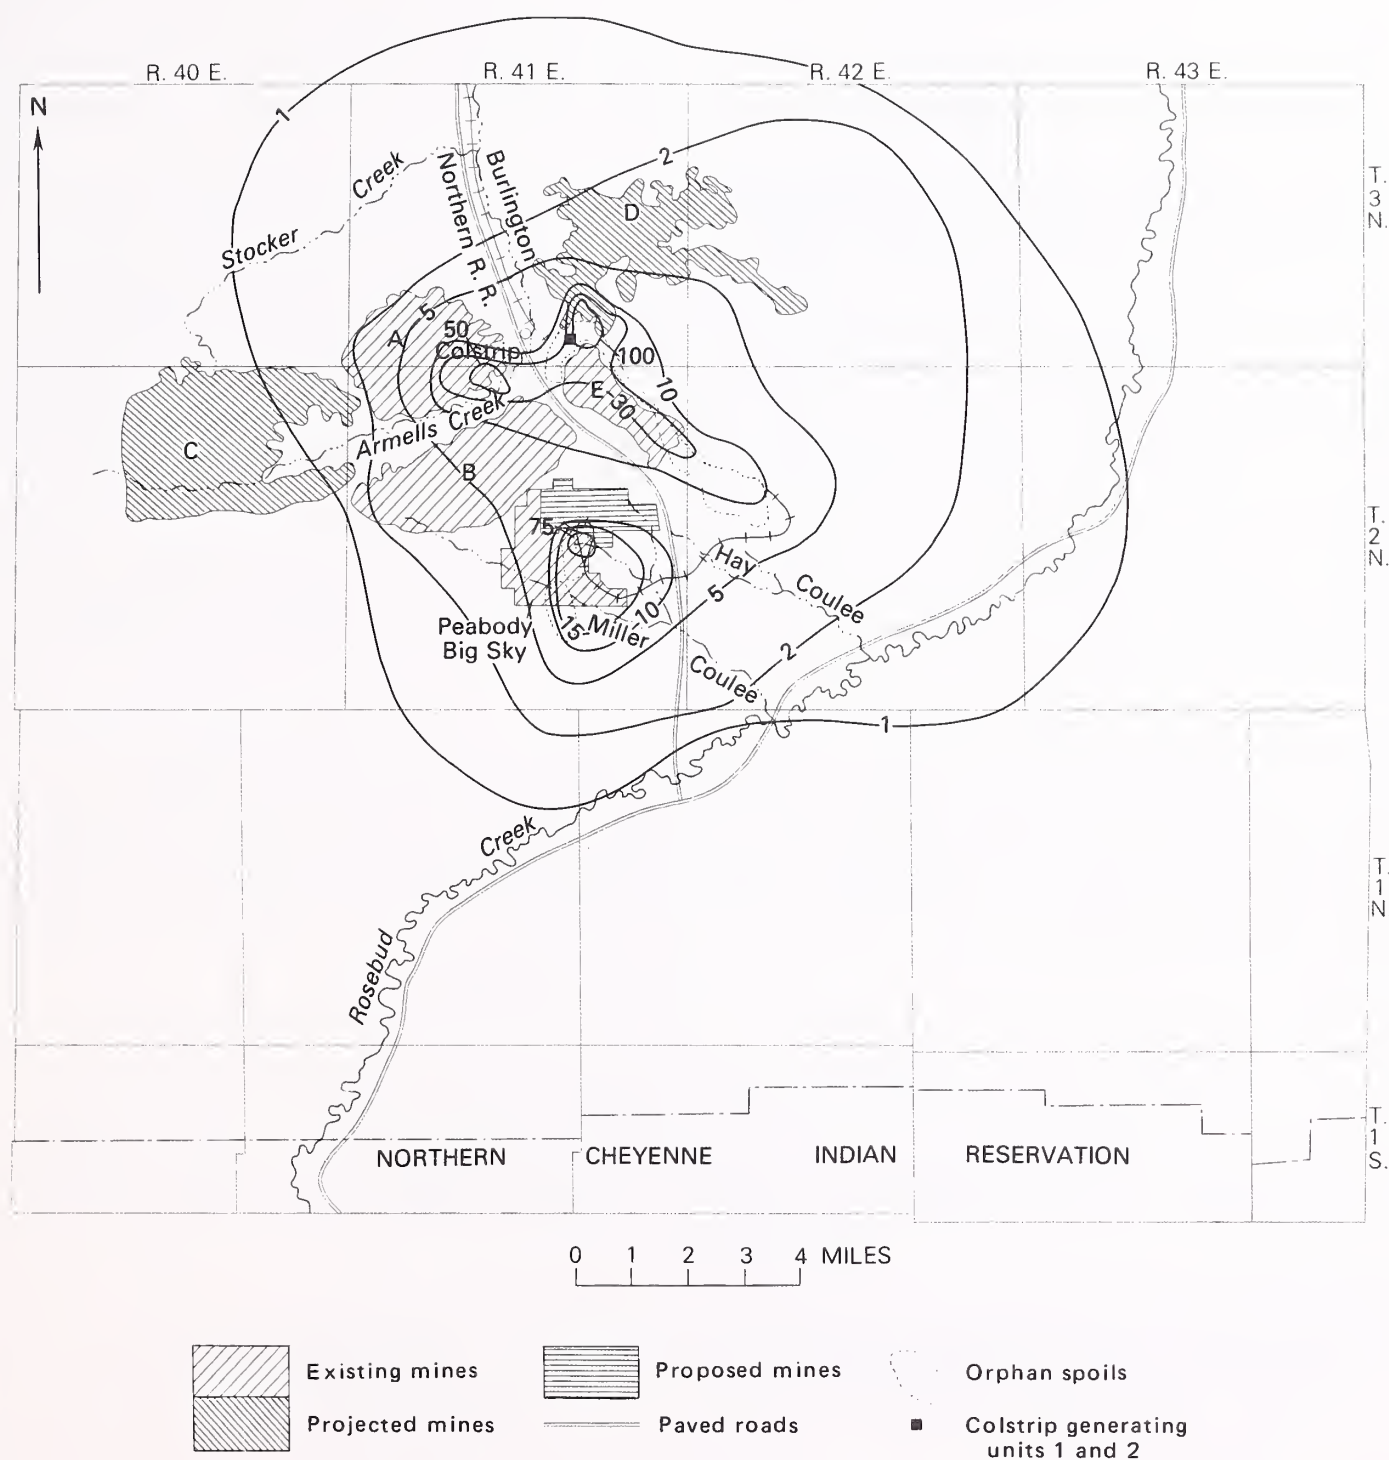 R. 40 E.
R. 41 E.
R. 42 E.
R. 43 E.
N
1
Stocker Creek
Northern R. R.
Burlington
2
D
T.
3
N.
A
5
50
Colstrip
100
10
E
30
Armells Creek
C
B
75
Hay Coulee
T.
2
N.
5
10
15
Miller Coulee
Peabody
Big Sky
2
1
Rosebud Creek
T.
1
N
T.
1
S.
NORTHERN CHEYENNE INDIAN RESERVATION
0 1 2 3 4 MILES
Existing mines
Projected mines
Proposed mines
Paved roads
Orphan spoils
Colstrip generating
units 1 and 2